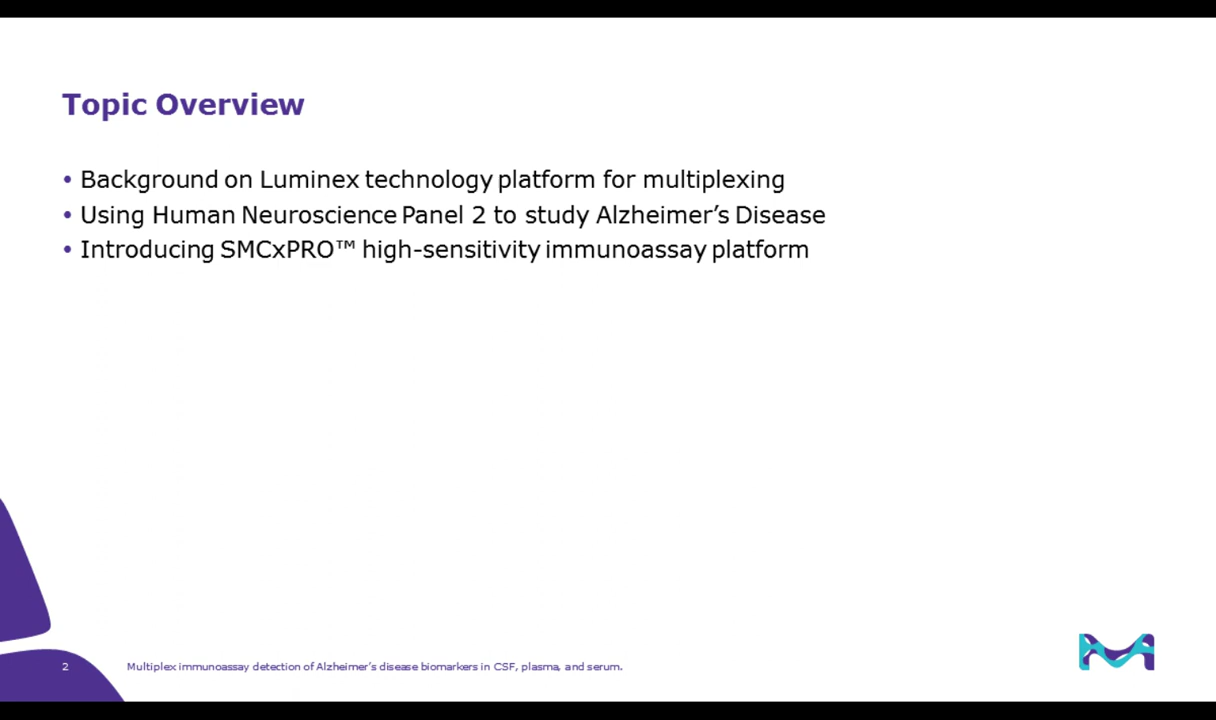 Topic Overview
• Background on Luminex technology platform for multiplexing
• Using Human Neuroscience Panel 2 to study Alzheimer’s Disease
• Introducing SMCxPRO™ high-sensitivity immunoassay platform
2
Multiplex immunoassay detection of Alzheimer’s disease biomarkers in CSF, plasma, and serum.
M